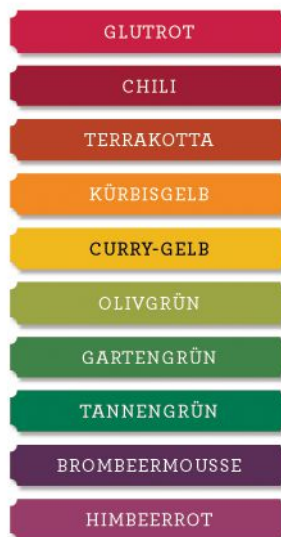 GLUTROT
CHILI
TERRAKOTTA
KÜRBISGELB
CURRY-GELB
OLIVGRÜN
GARTENGRÜN
TANNENGRÜN
BROMBEERMOUSSE
HIMBEERROT